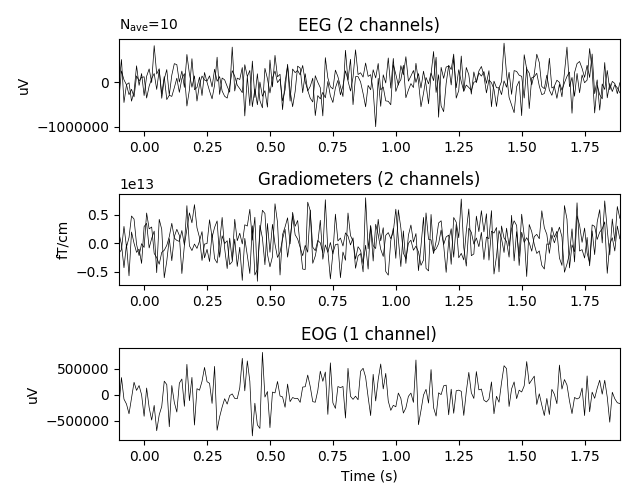 N_ave=10
EEG (2 channels)
uV
0
−1000000
0.00 0.25 0.50 0.75 1.00 1.25 1.50 1.75
1e13
Gradiometers (2 channels)
fT/cm
0.5
0.0
−0.5
0.00 0.25 0.50 0.75 1.00 1.25 1.50 1.75
EOG (1 channel)
uV
500000
0
−500000
0.00 0.25 0.50 0.75 1.00 1.25 1.50 1.75
Time (s)